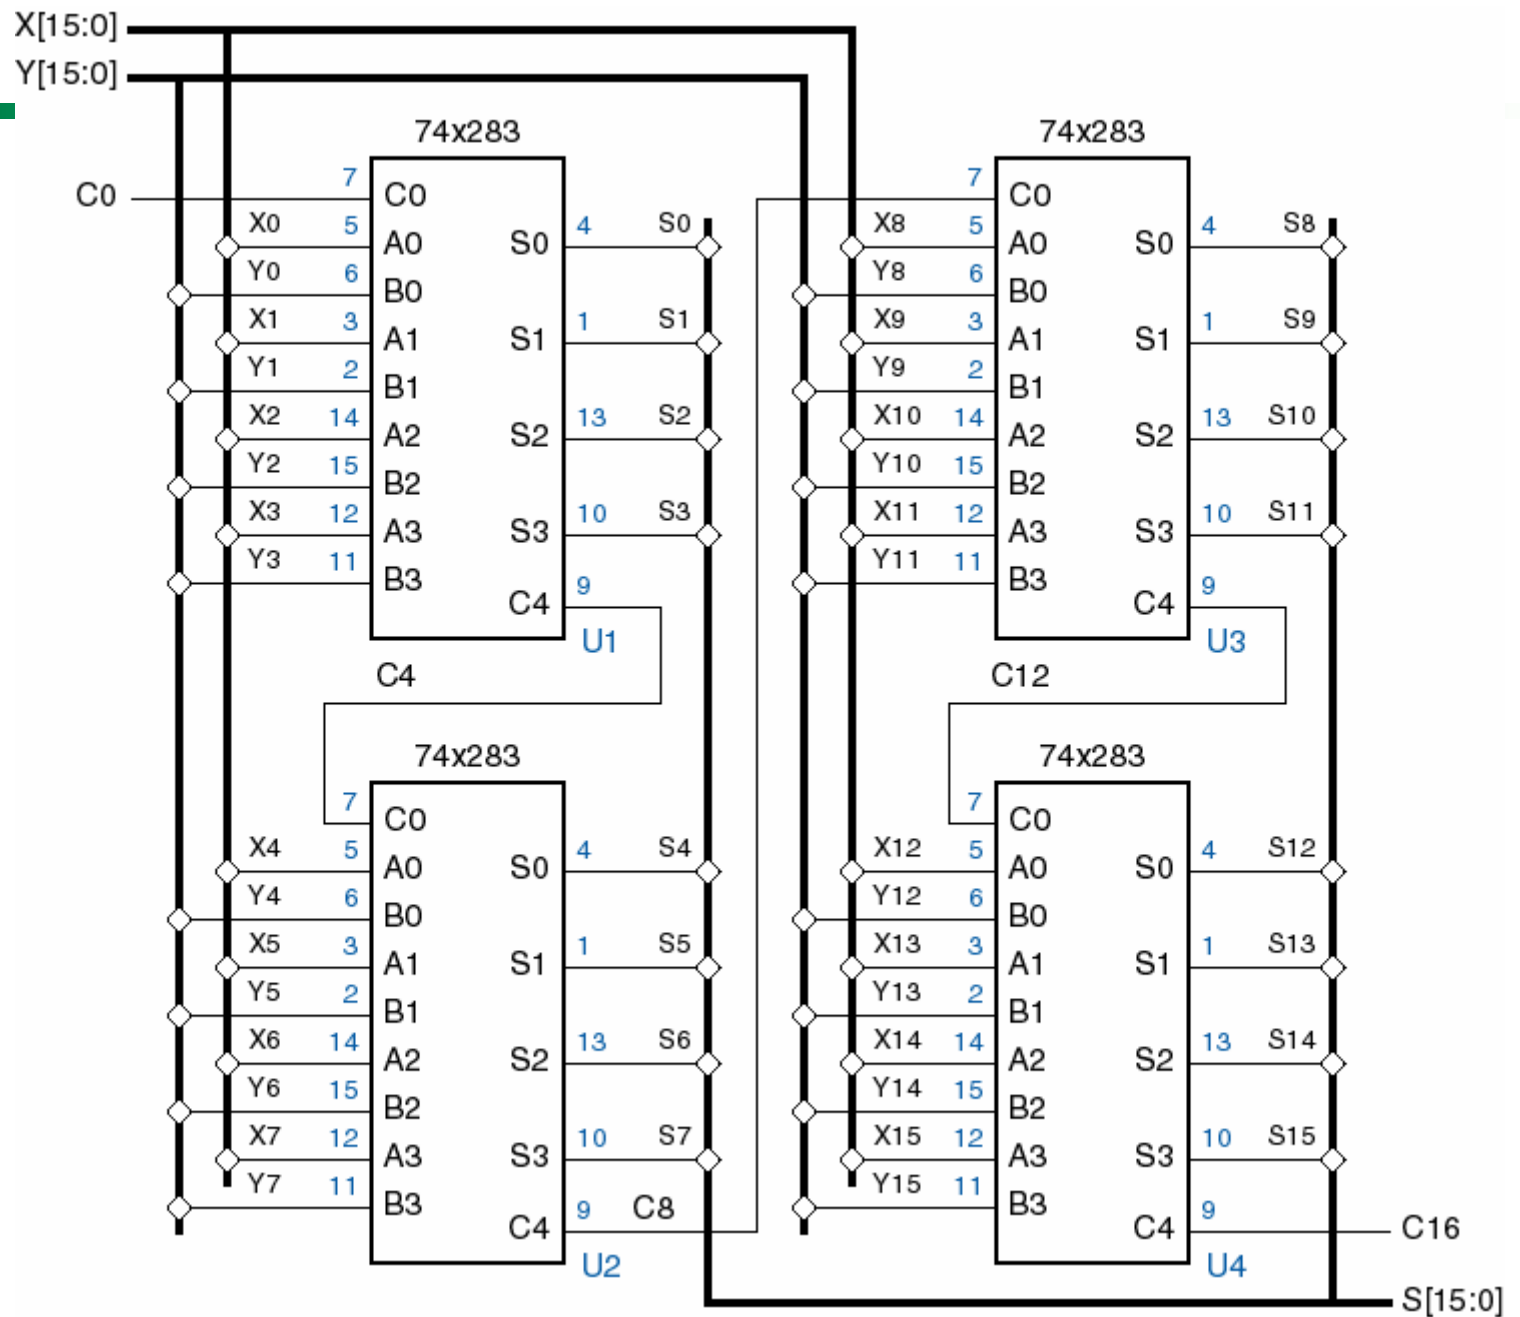 X[15:0]
Y[15:0]
74x283
7
C0
C0
X0 5 A0 S0 4 S0
Y0 6 B0
X1 3 A1 S1 1 S1
Y1 2 B1
X2 14 A2 S2 13 S2
Y2 15 B2
X3 12 A3 S3 10 S3
Y3 11 B3
C4 9
U1
C4
74x283
7
C0
X4 5 A0 S0 4 S4
Y4 6 B0
X5 3 A1 S1 1 S5
Y5 2 B1
X6 14 A2 S2 13 S6
Y6 15 B2
X7 12 A3 S3 10 S7
Y7 11 B3
C4 9 C8
U2
74x283
7
C0
X8 5 A0 S0 4 S8
Y8 6 B0
X9 3 A1 S1 1 S9
Y9 2 B1
X10 14 A2 S2 13 S10
Y10 15 B2
X11 12 A3 S3 10 S11
Y11 11 B3
C4 9
U3
C12
74x283
7
C0
X12 5 A0 S0 4 S12
Y12 6 B0
X13 3 A1 S1 1 S13
Y13 2 B1
X14 14 A2 S2 13 S14
Y14 15 B2
X15 12 A3 S3 10 S15
Y15 11 B3
C4 9 C16
U4
S[15:0]